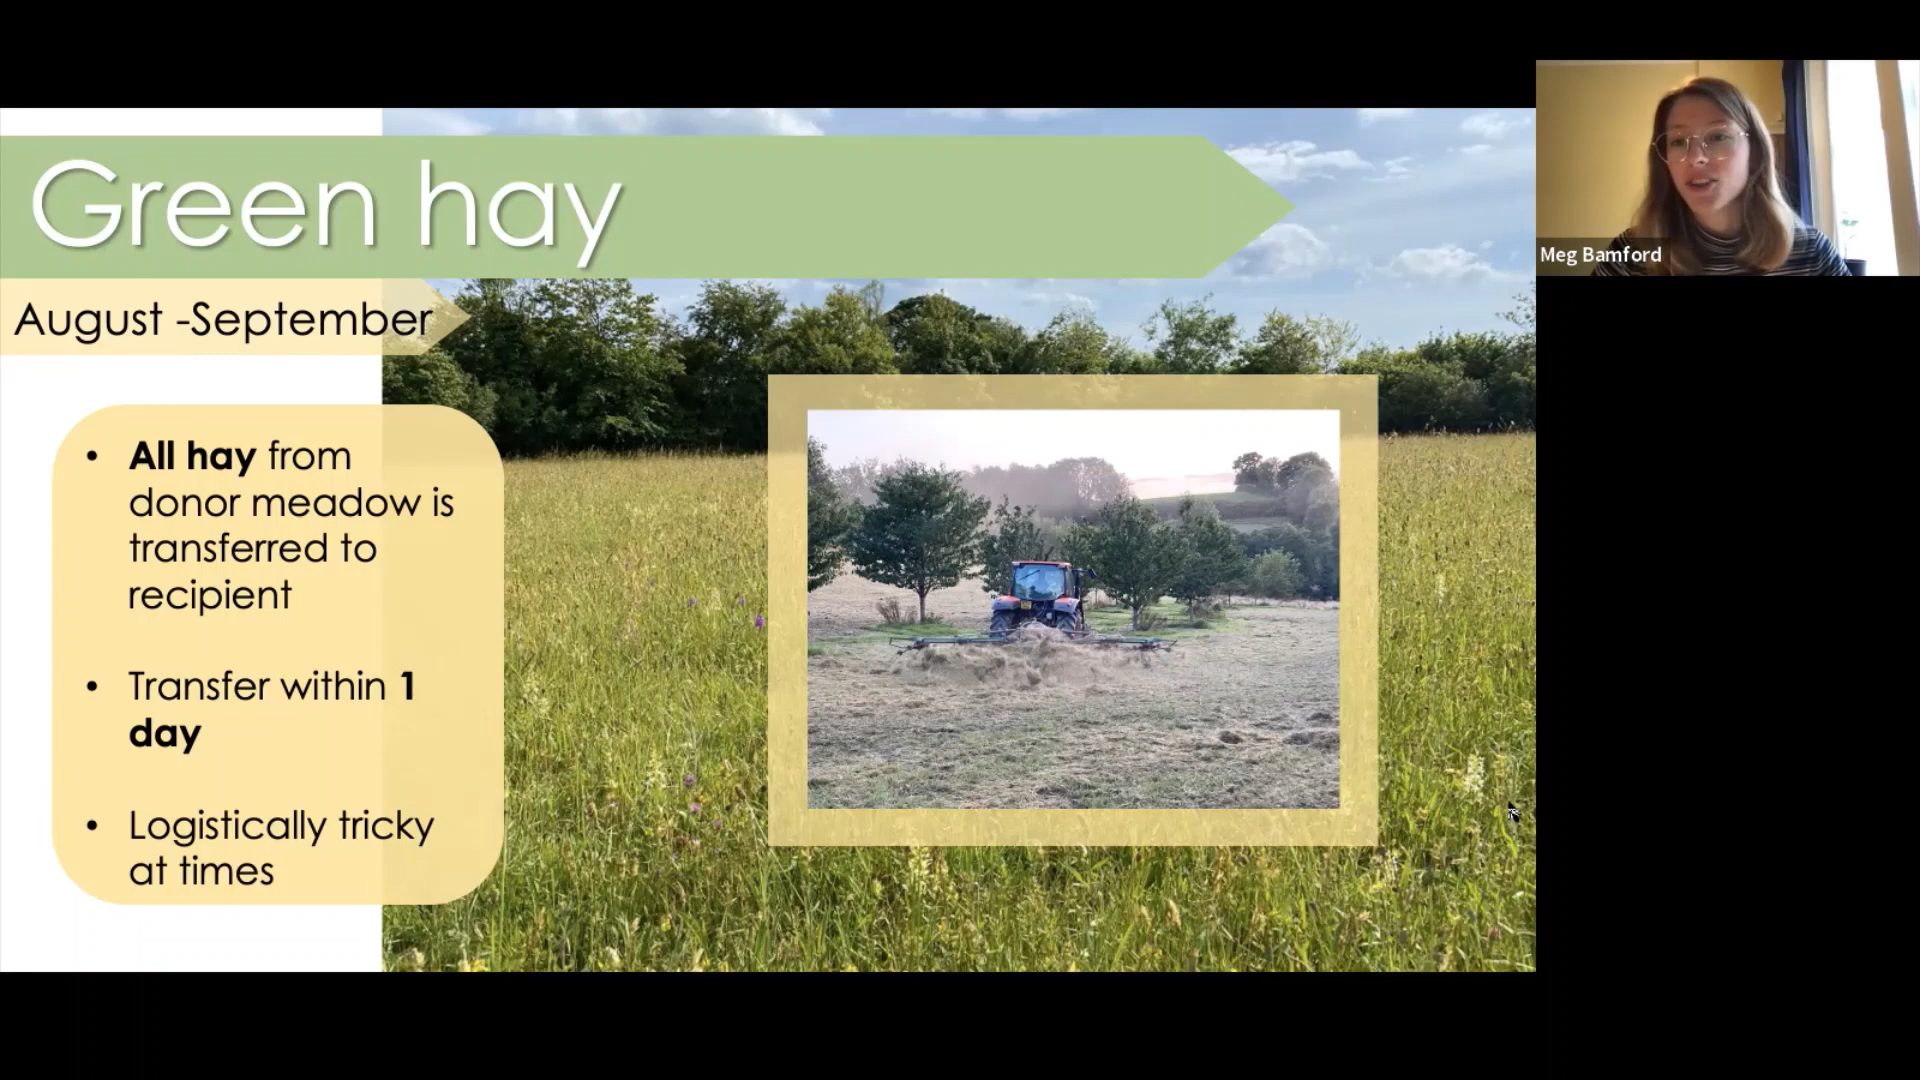 Green hay
August -September
• All hay from
donor meadow is
transferred to
recipient
• Transfer within 1
day
• Logistically tricky
at times
Meg Bamford